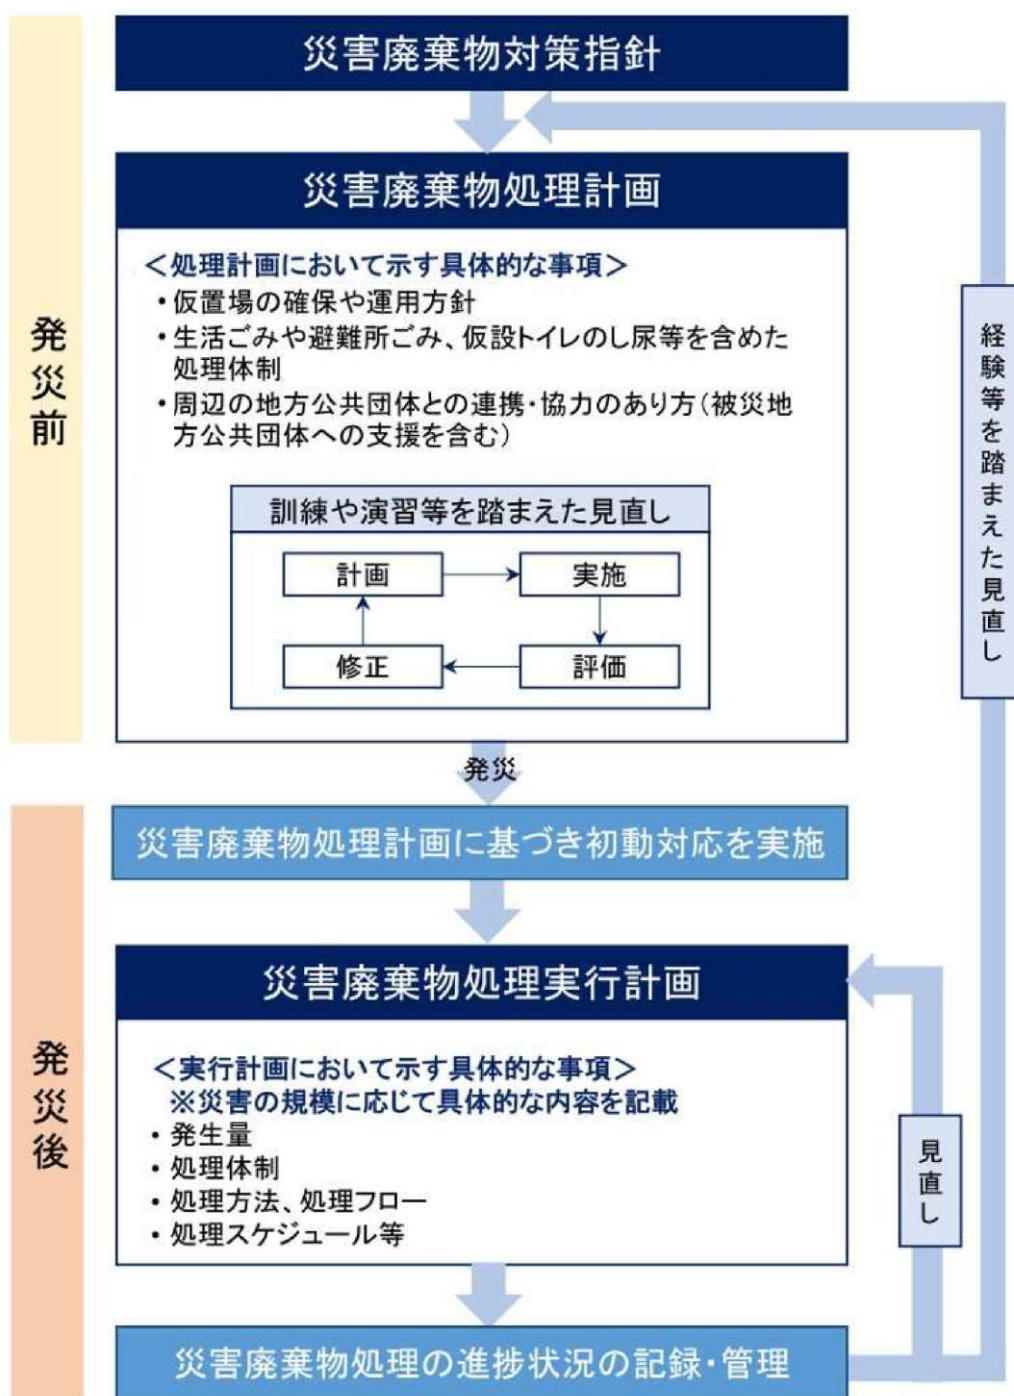 災害廃棄物対策指針
発災前
災害廃棄物処理計画
＜処理計画において示す具体的な事項＞
・仮置場の確保や運用方針
・生活ごみや避難所ごみ、仮設トイレのし尿等を含めた
処理体制
・周辺の地方公共団体との連携・協力のあり方（被災地
方公共団体への支援を含む）
訓練や演習等を踏まえた見直し
計画
実施
修正
評価
経験等を踏まえた見直し
発災
発災後
災害廃棄物処理計画に基づき初動対応を実施
災害廃棄物処理実行計画
＜実行計画において示す具体的な事項＞
※災害の規模に応じて具体的な内容を記載
・発生量
・処理体制
・処理方法、処理フロー
・処理スケジュール等
見直し
災害廃棄物処理の進捗状況の記録・管理